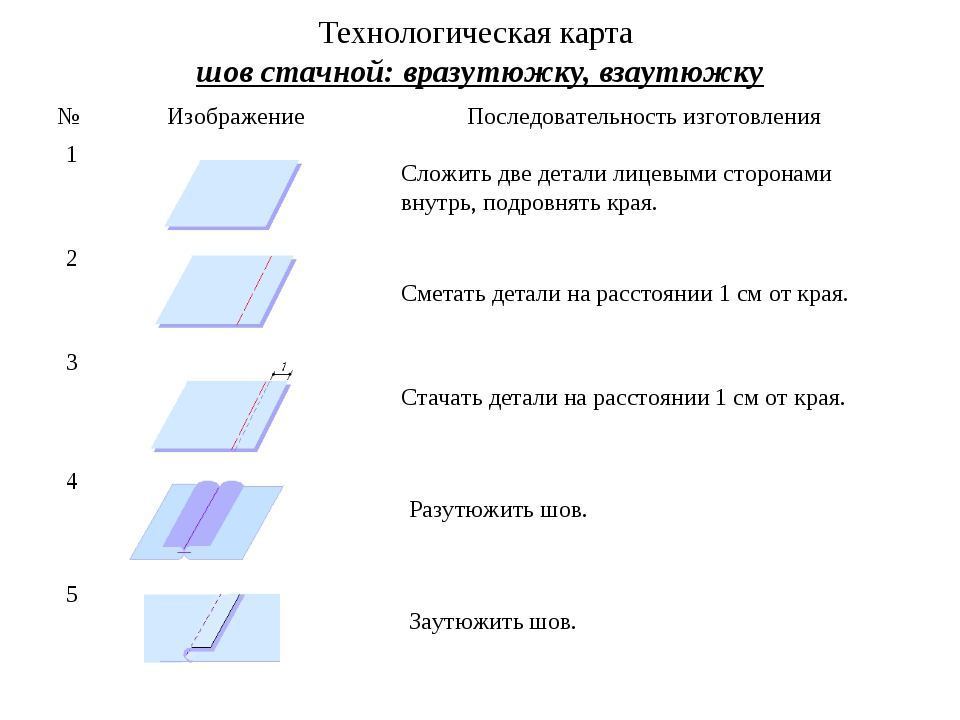 Технологическая карта
шов стачной: вразутюжку, взаутюжку
№ Изображение Последовательность изготовления
1
Сложить две детали лицевыми сторонами
внутрь, подровнять края.
2
Сметать детали на расстоянии 1 см от края.
3
1
Стачать детали на расстоянии 1 см от края.
4
Разутюжить шов.
5
Заутюжить шов.